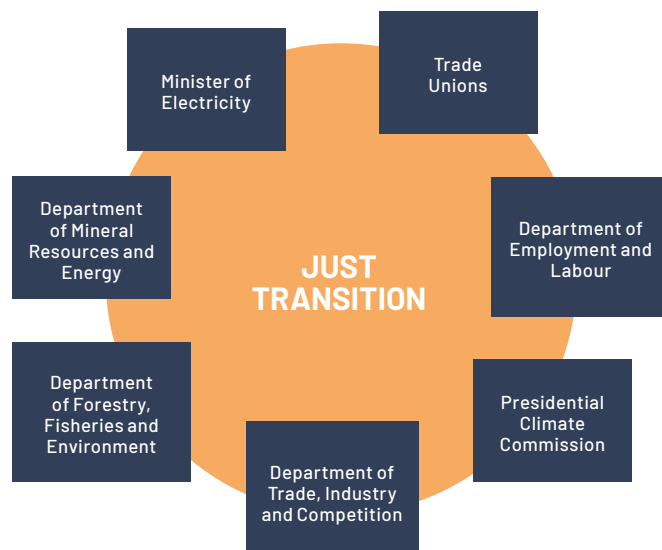 Minister of
Electricity
Trade
Unions
Department
of Mineral
Resources and
Energy
JUST
TRANSITION
Department of
Employment and
Labour
Department
of Forestry,
Fisheries and
Environment
Presidential
Climate
Commission
Department of
Trade, Industry
and Competition